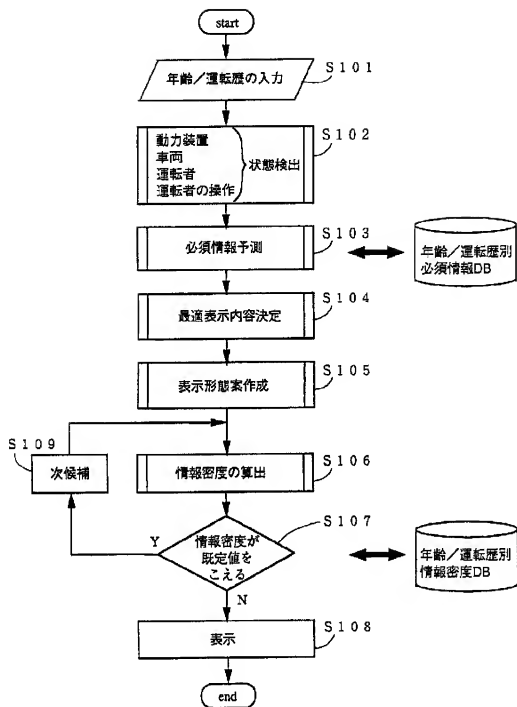 start
年齢／運転歴の入力
S101
動力装置
車両
運転者
運転者の操作
状態検出
S102
必須情報予測
S103
年齢／運転歴別
必須情報DB
最適表示内容決定
S104
表示形態案作成
S105
S109
次候補
情報密度の算出
S106
情報密度が
既定値を
こえる
S107
Y
N
年齢／運転歴別
情報密度DB
表示
S108
end